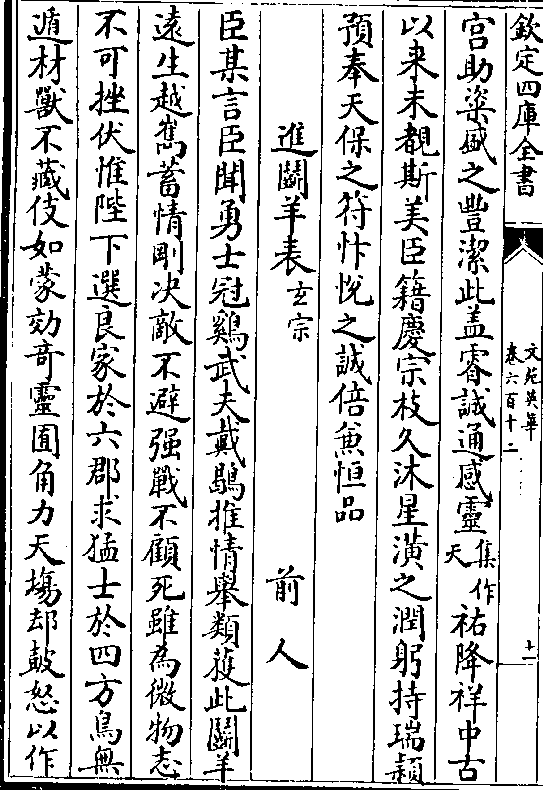 欽定四庫全書
文苑英華
卷六百十二
十一
宮助粢盛之豐潔此盖睿誠通感靈集作天祐降祥中古
以来未覩斯美臣籍慶宗枝久沐星潢之潤躬持瑞穎
預奉天保之符忭悦之誠倍兼恒品
進鬬羊表玄宗 前人
臣某言臣聞勇士冠鷄武夫戴鶡推情舉類獲此鬬羊
遠生越嶲蓄情剛决敵不避强戰不顧死雖為微物志
不可挫伏惟陛下選良家於六郡求猛士於四方鳥無
遁材獸不藏伎如蒙効奇靈囿角力天塲却鼓怒以作